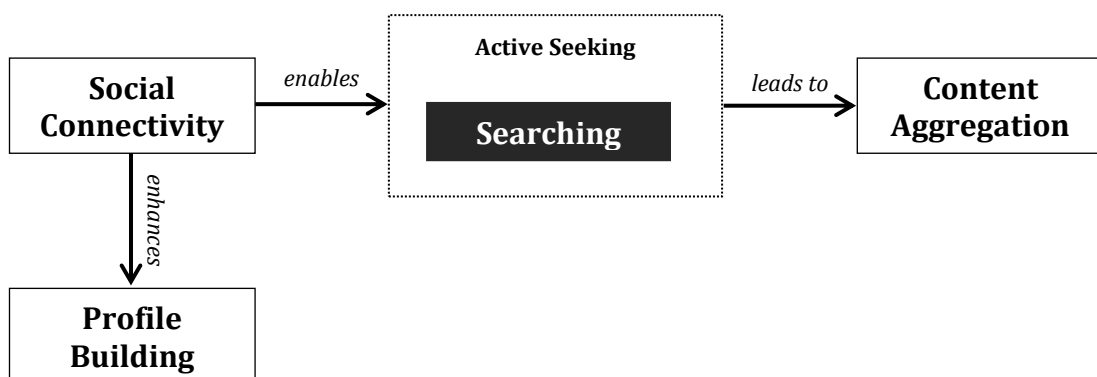 Active Seeking
Social
Connectivity
enables
Searching
leads to
Content
Aggregation
enhances
Profile
Building